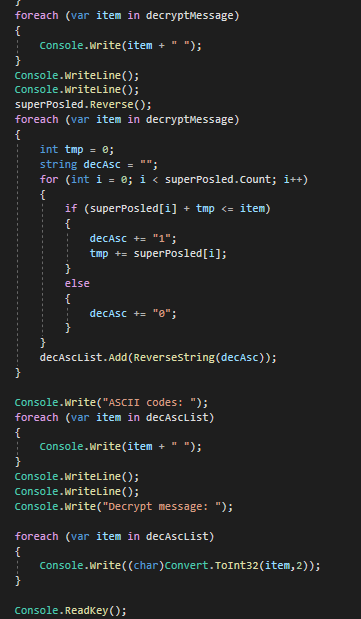 }
foreach (var item in decryptMessage)
{
Console.Write(item + " ");
}
Console.WriteLine();
Console.WriteLine();
superPosled.Reverse();
foreach (var item in decryptMessage)
{
int tmp = 0;
string decAsc = "";
for (int i = 0; i < superPosled.Count; i++)
{
if (superPosled[i] + tmp <= item)
{
decAsc += "1";
tmp += superPosled[i];
}
else
{
decAsc += "0";
}
}
decAscList.Add(ReverseString(decAsc));
}
Console.Write("ASCII codes: ");
foreach (var item in decAscList)
{
Console.Write(item + " ");
}
Console.WriteLine();
Console.WriteLine();
Console.Write("Decrypt message: ");
foreach (var item in decAscList)
{
Console.Write((char)Convert.ToInt32(item,2));
}
Console.ReadKey();